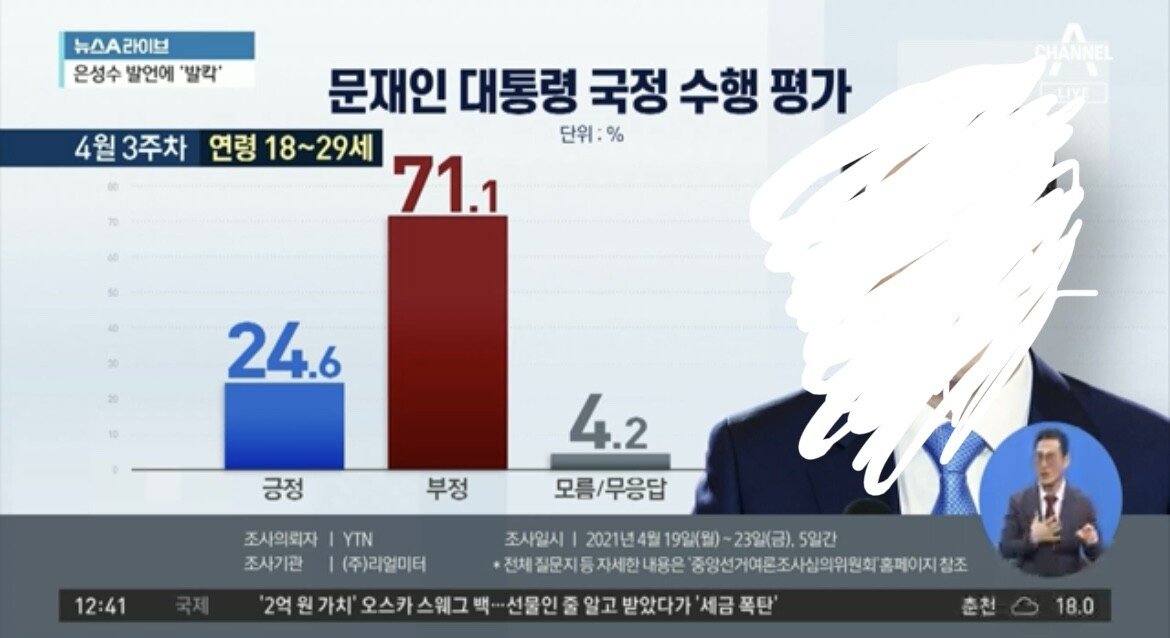 뉴스A 라이브
은성수 발언에 '발칵'
CHANNEL A
LIVE
문재인 대통령 국정 수행 평가
단위 : %
4월 3주차 연령 18~29세
80
70
60
50
40
30
20
10
0
24.6
71.1
4.2
긍정 부정 모름/무응답
조사의뢰자 | YTN 조사일시 | 2021년 4월 19일(월) ~ 23일(금), 5일간
조사기관 | (주)리얼미터 * 전체 질문지 등 자세한 내용은 '중앙선거여론조사심의위원회' 홈페이지 참조
12:41 국제 '2억 원 가치' 오스카 스웨그 백…선물인 줄 알고 받았다가 '세금 폭탄' 춘천 18.0